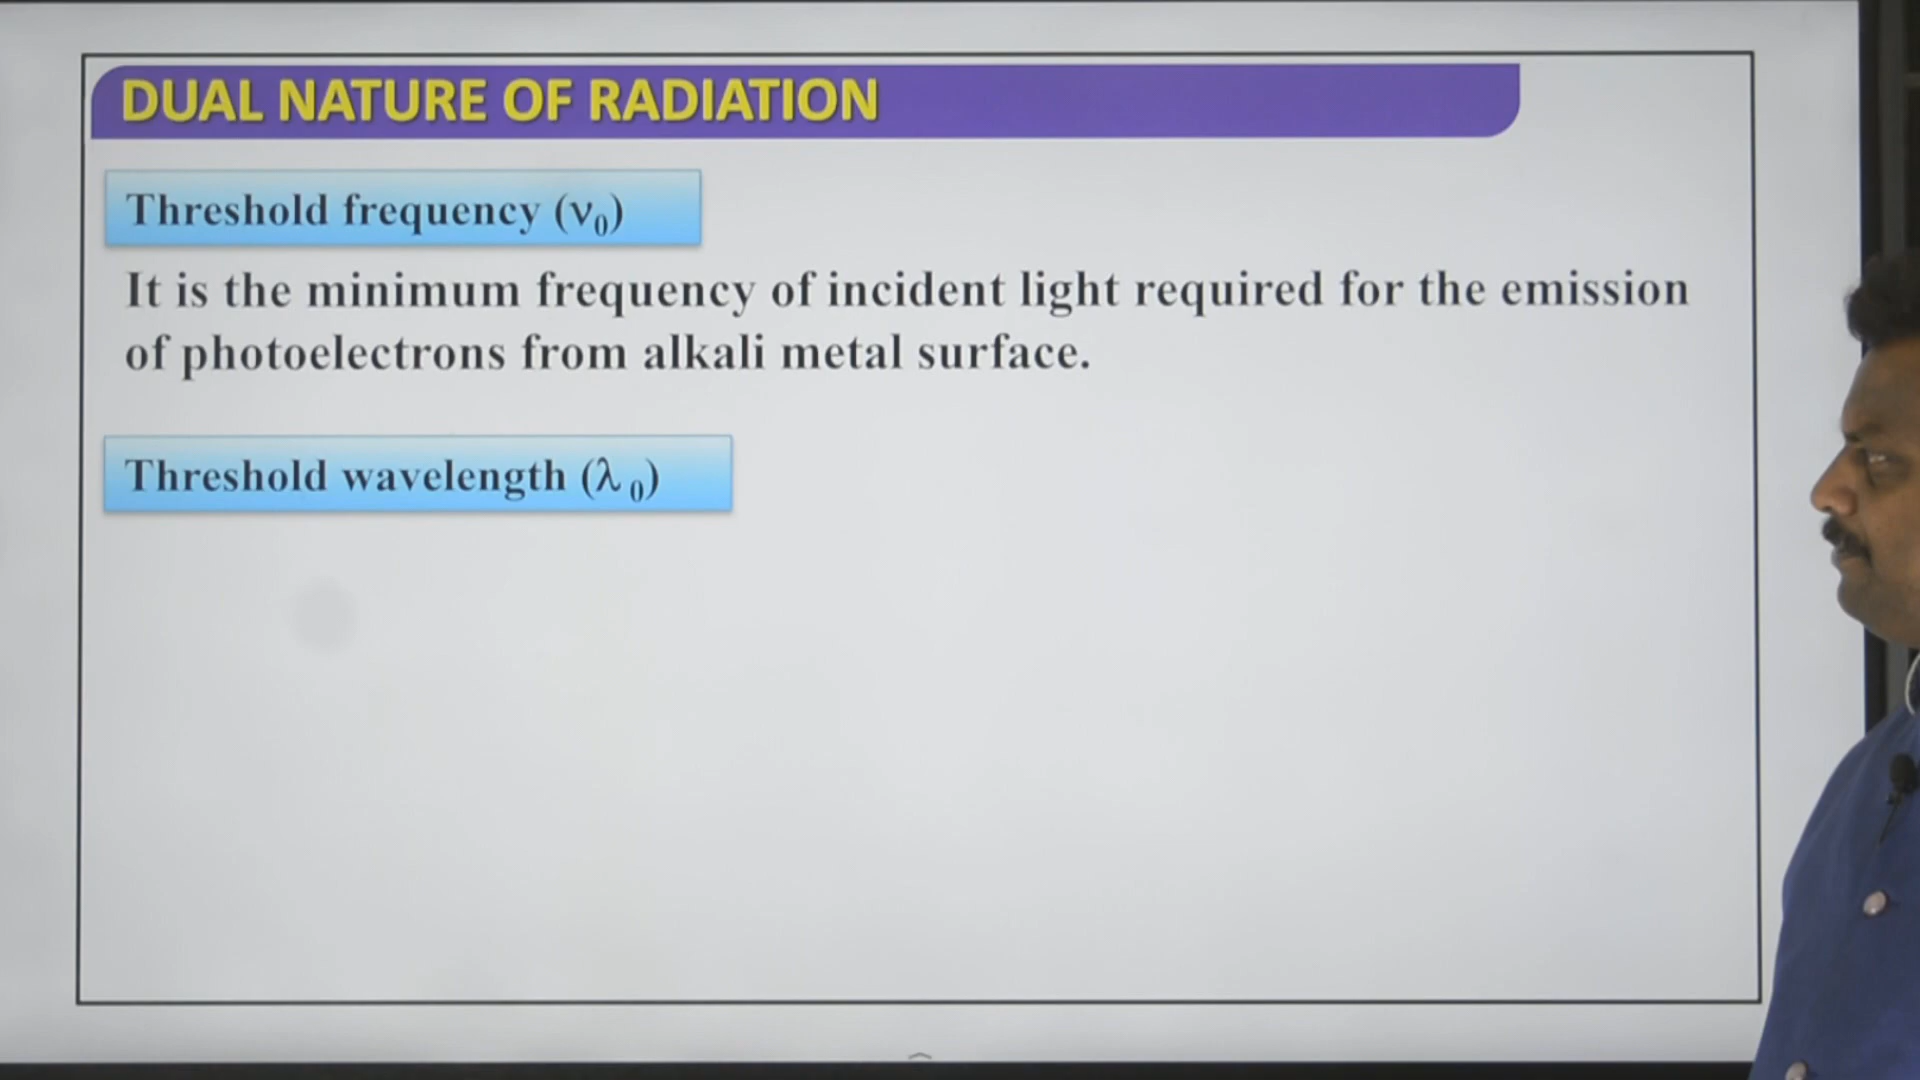 DUAL NATURE OF RADIATION
Threshold frequency (ν₀)
It is the minimum frequency of incident light required for the emission
of photoelectrons from alkali metal surface.
Threshold wavelength (λ ₀)